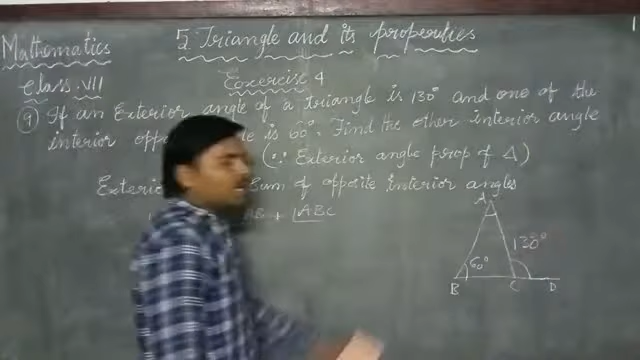 Mathematics
5. Triangle and its properties
Class. VII
Exercise 4
9) If an Exterior angle of a triangle is 130° and one of the
interior is 60°. Find the other interior angle
(∵ Exterior angle prop of Δ)
Sum of opposite interior angles
+ ∠ABC
A
130°
60°
B C D